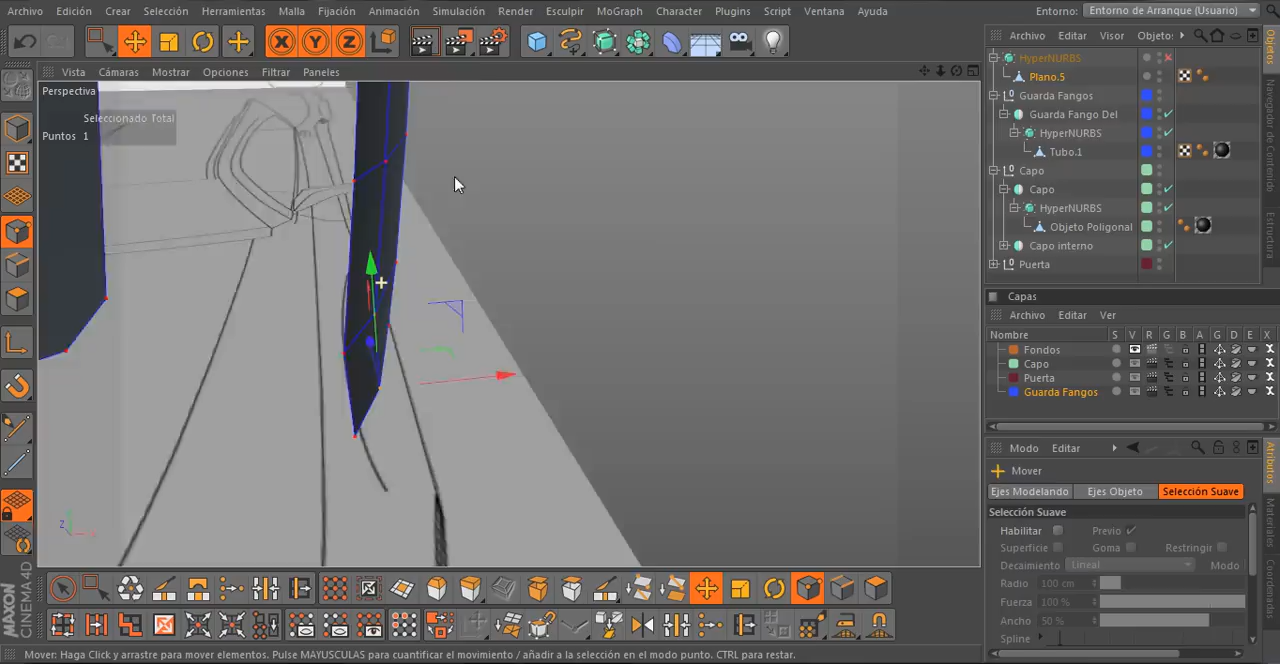 Archivo Edición Crear Selección Herramientas Malla Fijación Animación Simulación Render Esculpir MoGraph Character Plugins Script Ventana Ayuda Entorno: Entorno de Arranque (Usuario)
X Y Z
Archivo Editar Visor Objeto:
Vista Cámaras Mostrar Opciones Filtrar Paneles
Perspectiva
Seleccionado Total
Puntos 1
HyperNURBS
Plano.5
Guarda Fangos
Guarda Fango Del
HyperNURBS
Tubo.1
Capo
Capo
HyperNURBS
Objeto Poligonal
Capo interno
Puerta
Objetos
Navegador de Contenido
Estructura
Capas
Archivo Editar Ver
Nombre S V R G B A G D E X
Fondos
Capo
Puerta
Guarda Fangos
Modo Editar
Mover
Ejes Modelando Ejes Objeto Selección Suave
Selección Suave
Habilitar Previo
Superficie Goma Restringir
Decaimiento Lineal Modo
Radio 100 cm
Fuerza 100 %
Ancho 50 %
Spline
Atributos
Materiales
Coordenadas
Z
MAXON
CINEMA 4D
Mover: Haga Click y arrastre para mover elementos. Pulse MAYUSCULAS para cuantificar el movimiento / añadir a la selección en el modo punto. CTRL para restar.